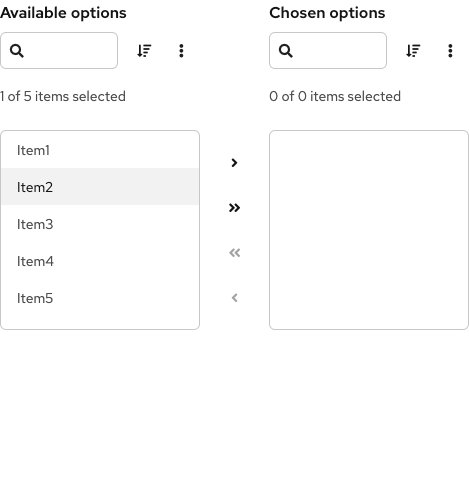 Available options
1 of 5 items selected
Item1
Item2
Item3
Item4
Item5
Chosen options
0 of 0 items selected